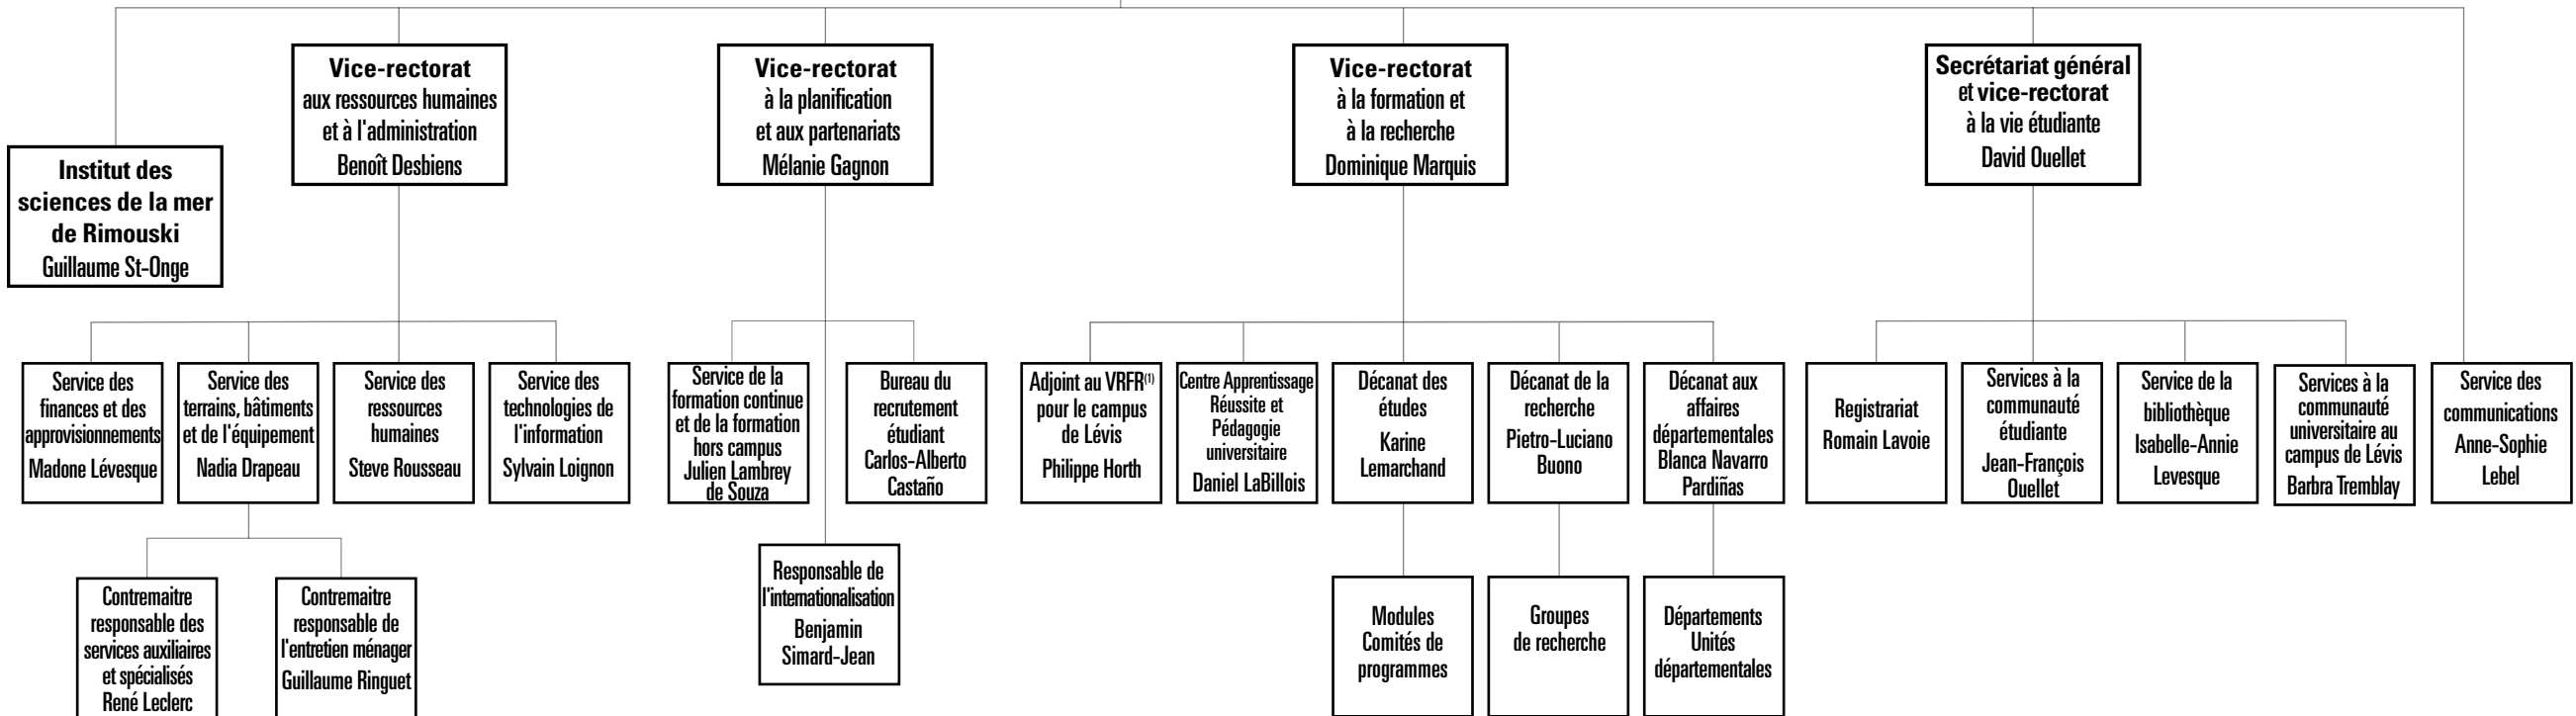 Institut des
sciences de la mer
de Rimouski
Guillaume St-Onge
Vice-rectorat
aux ressources humaines
et à l'administration
Benoît Desbiens
Vice-rectorat
à la planification
et aux partenariats
Mélanie Gagnon
Vice-rectorat
à la formation et
à la recherche
Dominique Marquis
Secrétariat général
et vice-rectorat
à la vie étudiante
David Ouellet
Service des
finances et des
approvisionnements
Madone Lévesque
Service des
terrains, bâtiments
et de l'équipement
Nadia Drapeau
Service des
ressources
humaines
Steve Rousseau
Service des
technologies de
l'information
Sylvain Loignon
Service de la
formation continue
et de la formation
hors campus
Julien Lambrey
de Souza
Bureau du
recrutement
étudiant
Carlos-Alberto
Castaño
Adjoint au VRFR(1)
pour le campus
de Lévis
Philippe Horth
Centre Apprentissage
Réussite et
Pédagogie
universitaire
Daniel LaBillois
Décanat des
études
Karine
Lemarchand
Décanat de la
recherche
Pietro-Luciano
Buono
Décanat aux
affaires
départementales
Blanca Navarro
Pardiñas
Registrariat
Romain Lavoie
Services à la
communauté
étudiante
Jean-François
Ouellet
Service de la
bibliothèque
Isabelle-Annie
Levesque
Services à la
communauté
universitaire au
campus de Lévis
Barbra Tremblay
Service des
communications
Anne-Sophie
Lebel
Contremaitre
responsable des
services auxiliaires
et spécialisés
René Leclerc
Contremaitre
responsable de
l'entretien ménager
Guillaume Ringuet
Responsable de
l'internationalisation
Benjamin
Simard-Jean
Modules
Comités de
programmes
Groupes
de recherche
Départements
Unités
départementales